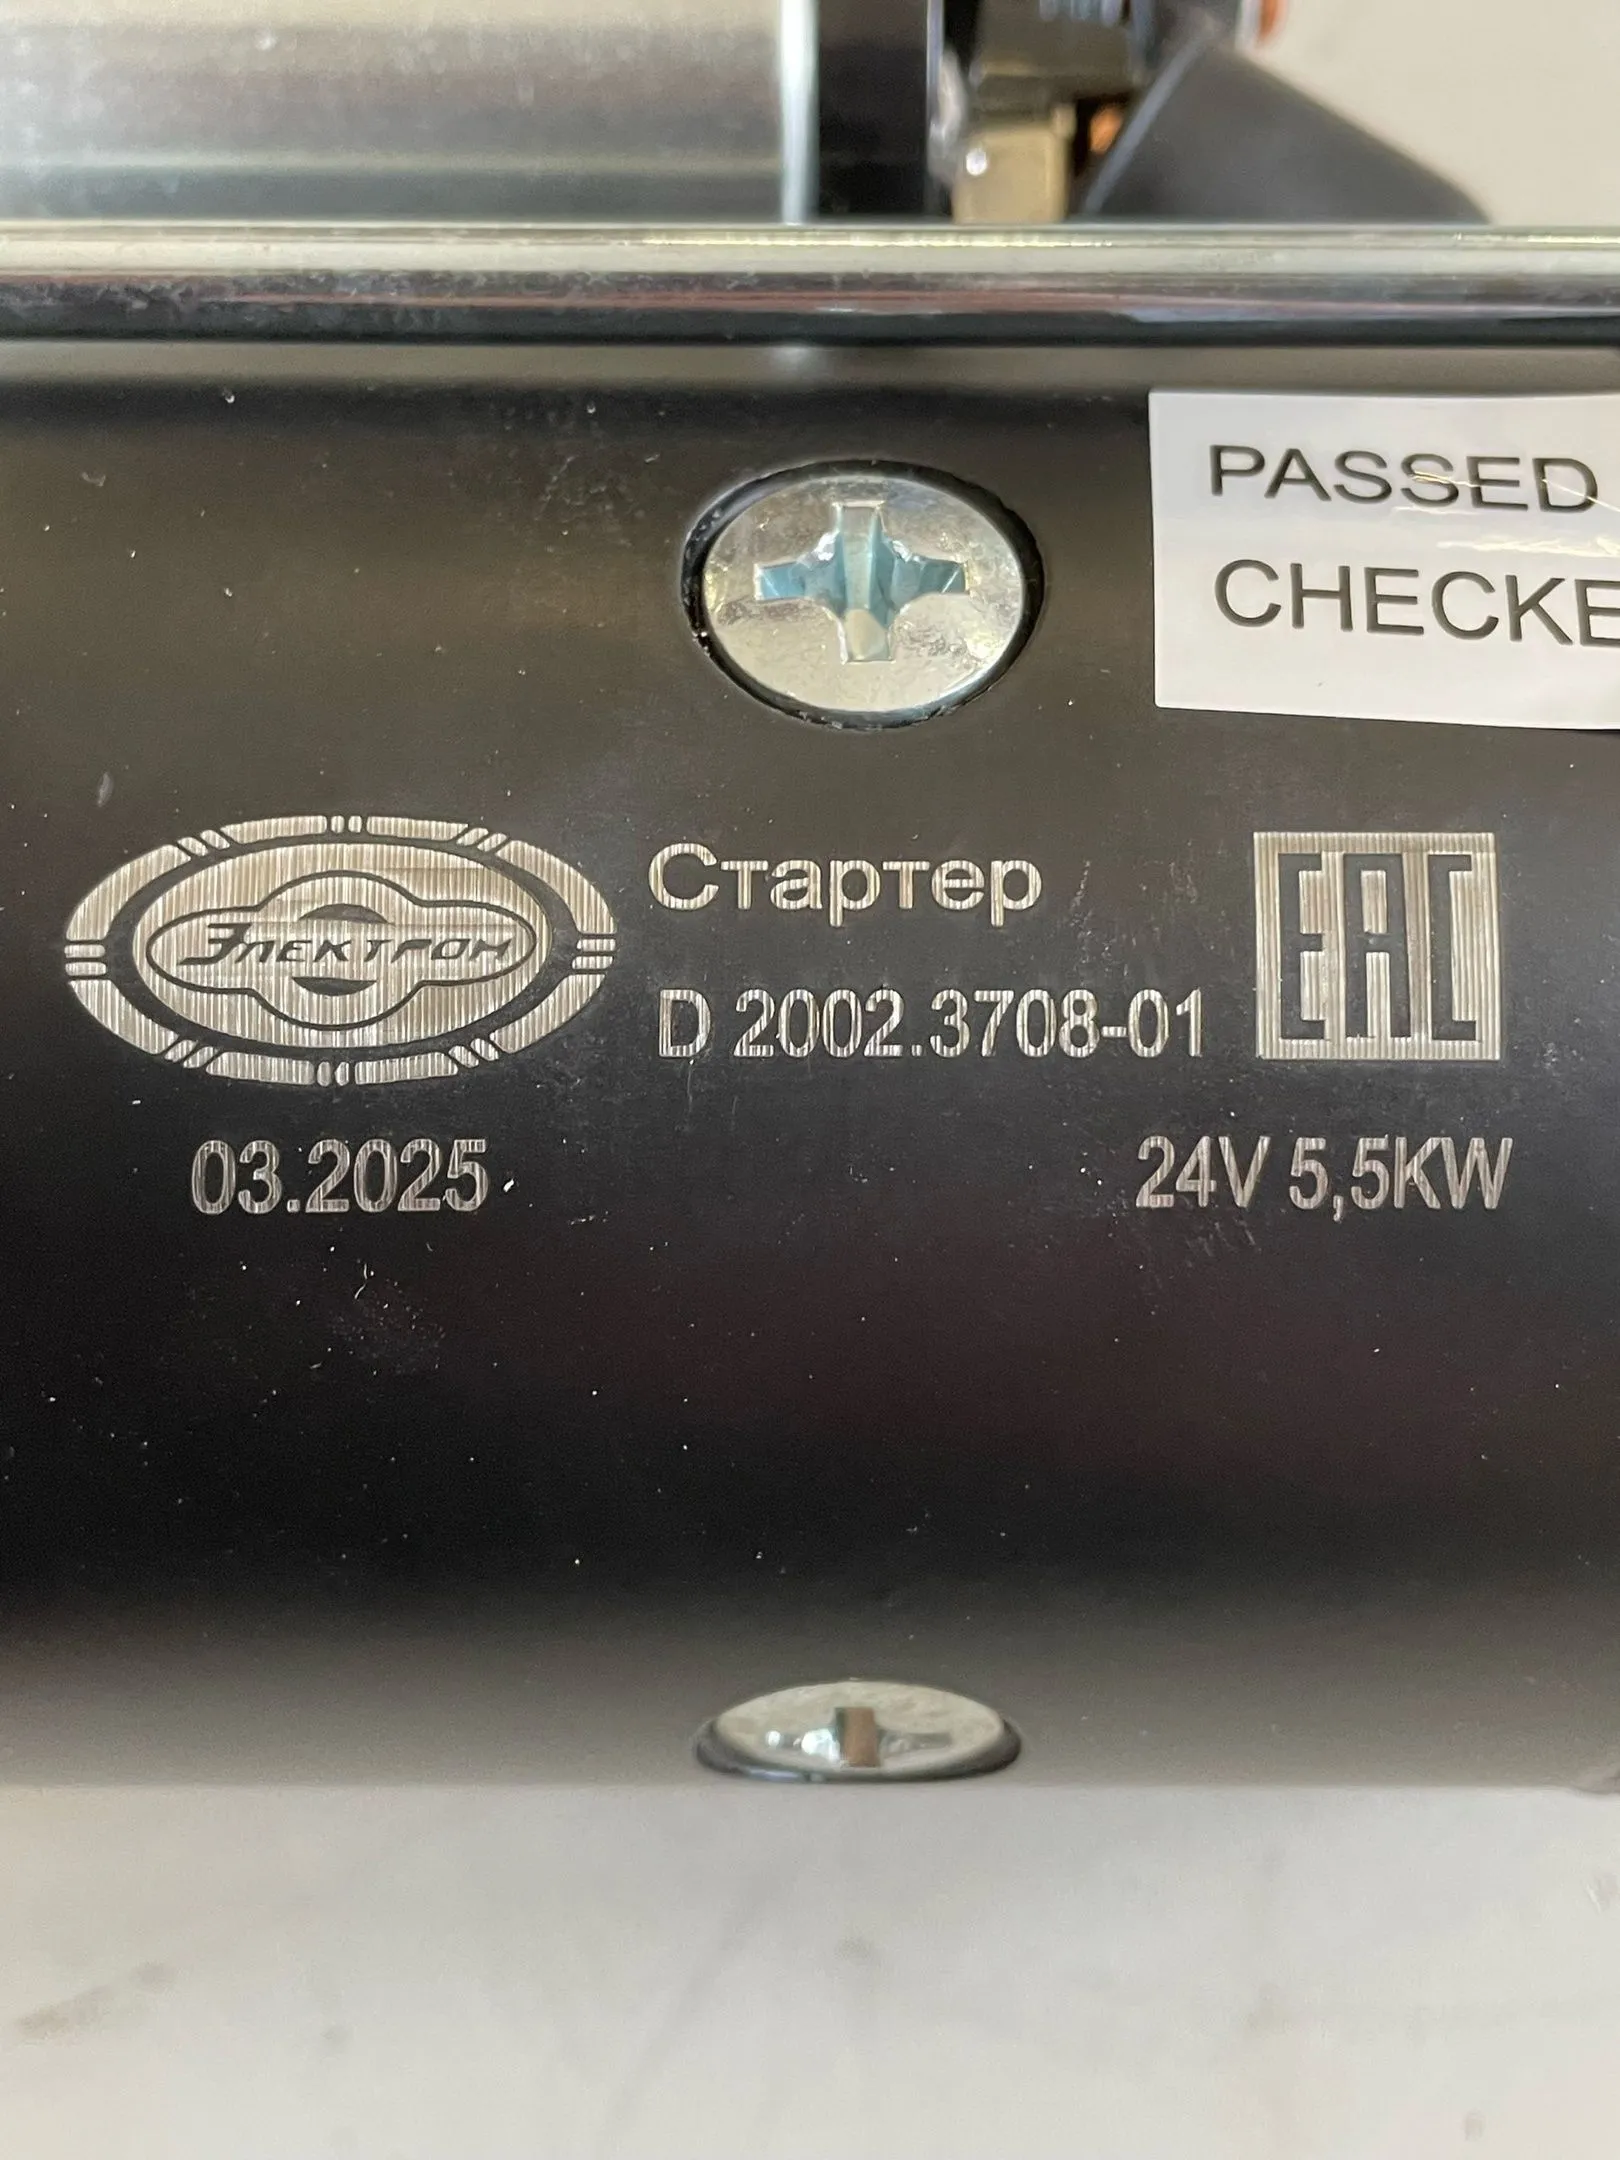 PASSED
CHECKE
Электрон
Стартер
D 2002.3708-01
EAC
03.2025
24V 5,5KW